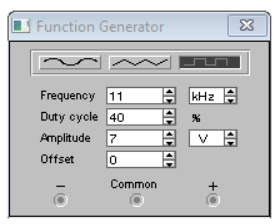 Function Generator
Frequency 11 kHz
Duty cycle 40 %
Amplitude 7 V
Offset 0
− Common +